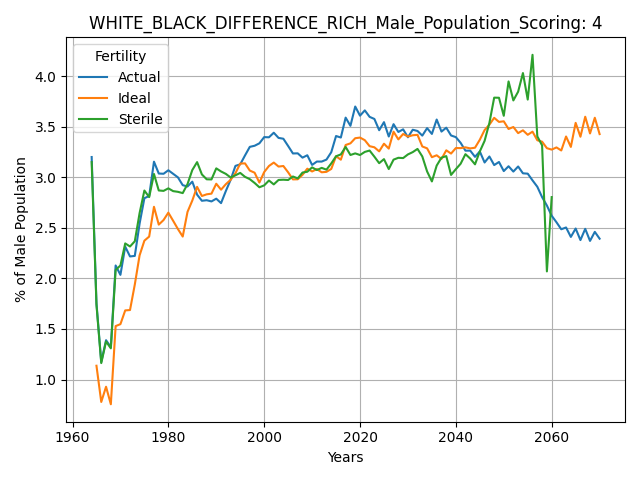 WHITE_BLACK_DIFFERENCE_RICH_Male_Population_Scoring: 4
Fertility
Actual
Ideal
Sterile
% of Male Population
4.0
3.5
3.0
2.5
2.0
1.5
1.0
1960 1980 2000 2020 2040 2060
Years